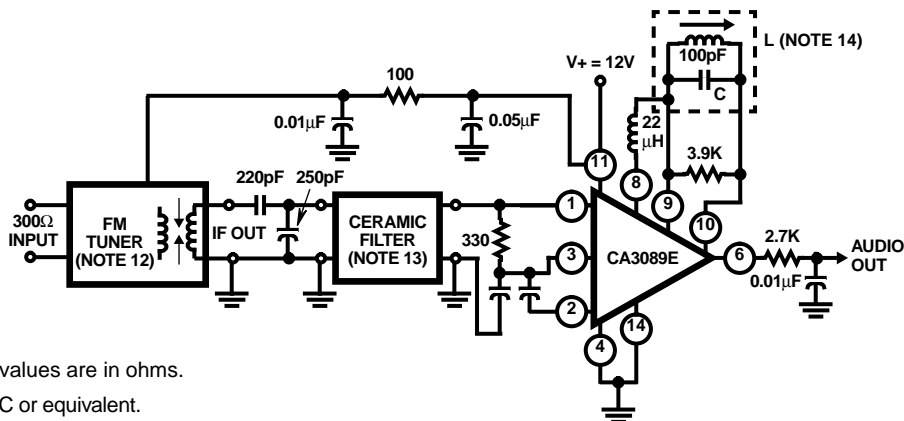 L (NOTE 14)
100pF
C
V+ = 12V
100
0.01µF
0.05µF
22
µH
3.9K
11
8
9
10
220pF
250pF
300Ω
INPUT
FM
TUNER
(NOTE 12)
IF OUT
CERAMIC
FILTER
(NOTE 13)
330
1
3
2
CA3089E
6
2.7K
AUDIO
OUT
0.01µF
4
14
values are in ohms.
C or equivalent.